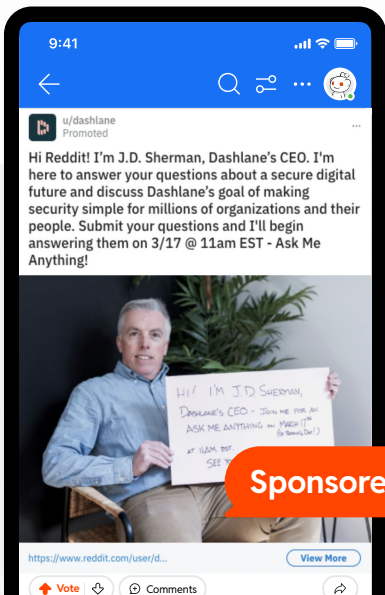 9:41
u/dashlane
Promoted
Hi Reddit! I'm J.D. Sherman, Dashlane's CEO. I'm
here to answer your questions about a secure digital
future and discuss Dashlane's goal of making
security simple for millions of organizations and their
people. Submit your questions and I'll begin
answering them on 3/17 @ 11am EST - Ask Me
Anything!
HI! I'M J.D SHERMAN,
DASHLANE'S CEO - JOIN ME FOR AN
ASK ME ANYTHING on MARCH 17TH
AT 11AM EST.
SEE
Sponsore
https://www.reddit.com/user/d...
View More
Vote
Comments